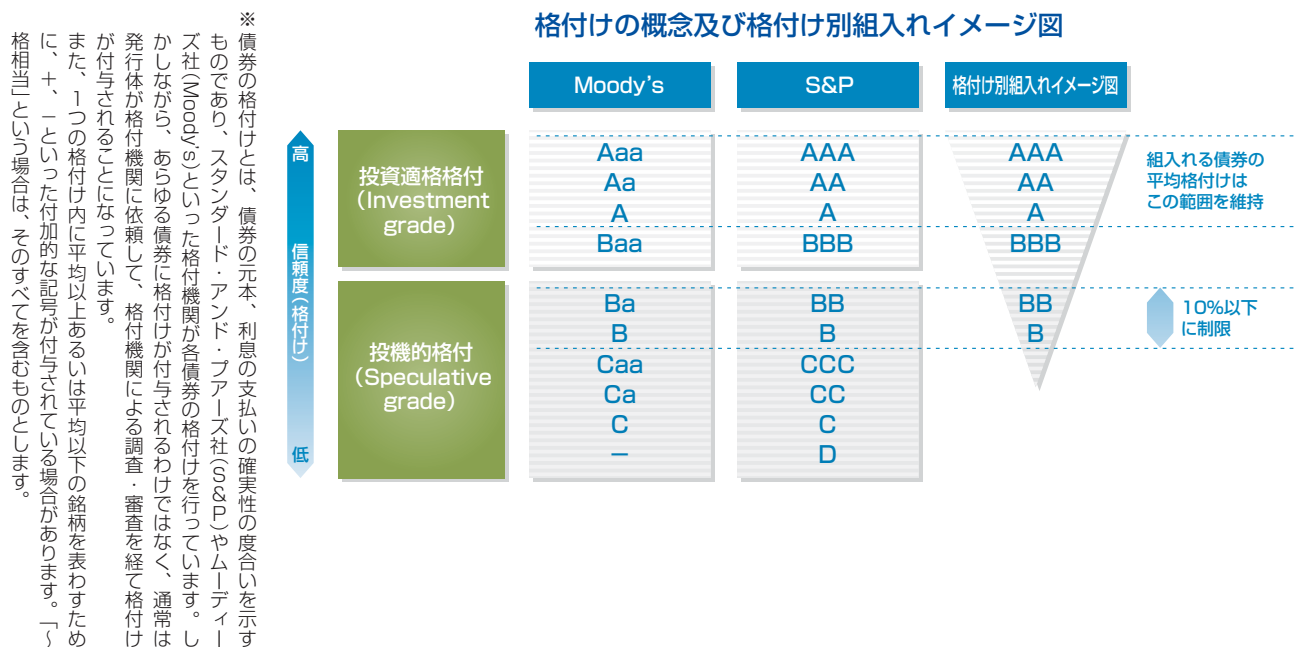 格付けの概念及び格付け別組入れイメージ図
Moody's
S&P
格付け別組入れイメージ図
高
信頼度(格付け)
低
投資適格格付
(Investment
grade)
投機的格付
(Speculative
grade)
Aaa
Aa
A
Baa
Ba
B
Caa
Ca
C
－
AAA
AA
A
BBB
BB
B
CCC
CC
C
D
AAA
AA
A
BBB
BB
B
組入れる債券の
平均格付けは
この範囲を維持
10%以下
に制限
※債券の格付けとは、債券の元本、利息の支払いの確実性の度合いを示す
ものであり、スタンダード・アンド・プアーズ社(S&P)やムーディー
ズ社(Moody's)といった格付機関が各債券の格付けを行っています。し
かしながら、あらゆる債券に格付けが付与されるわけではなく、通常は
発行体が格付機関に依頼して、格付機関による調査・審査を経て格付け
が付与されることになっています。
また、1つの格付け内に平均以上あるいは平均以下の銘柄を表わすため
に、＋、－といった付加的な記号が付与されている場合があります。「～
格相当」という場合は、そのすべてを含むものとします。